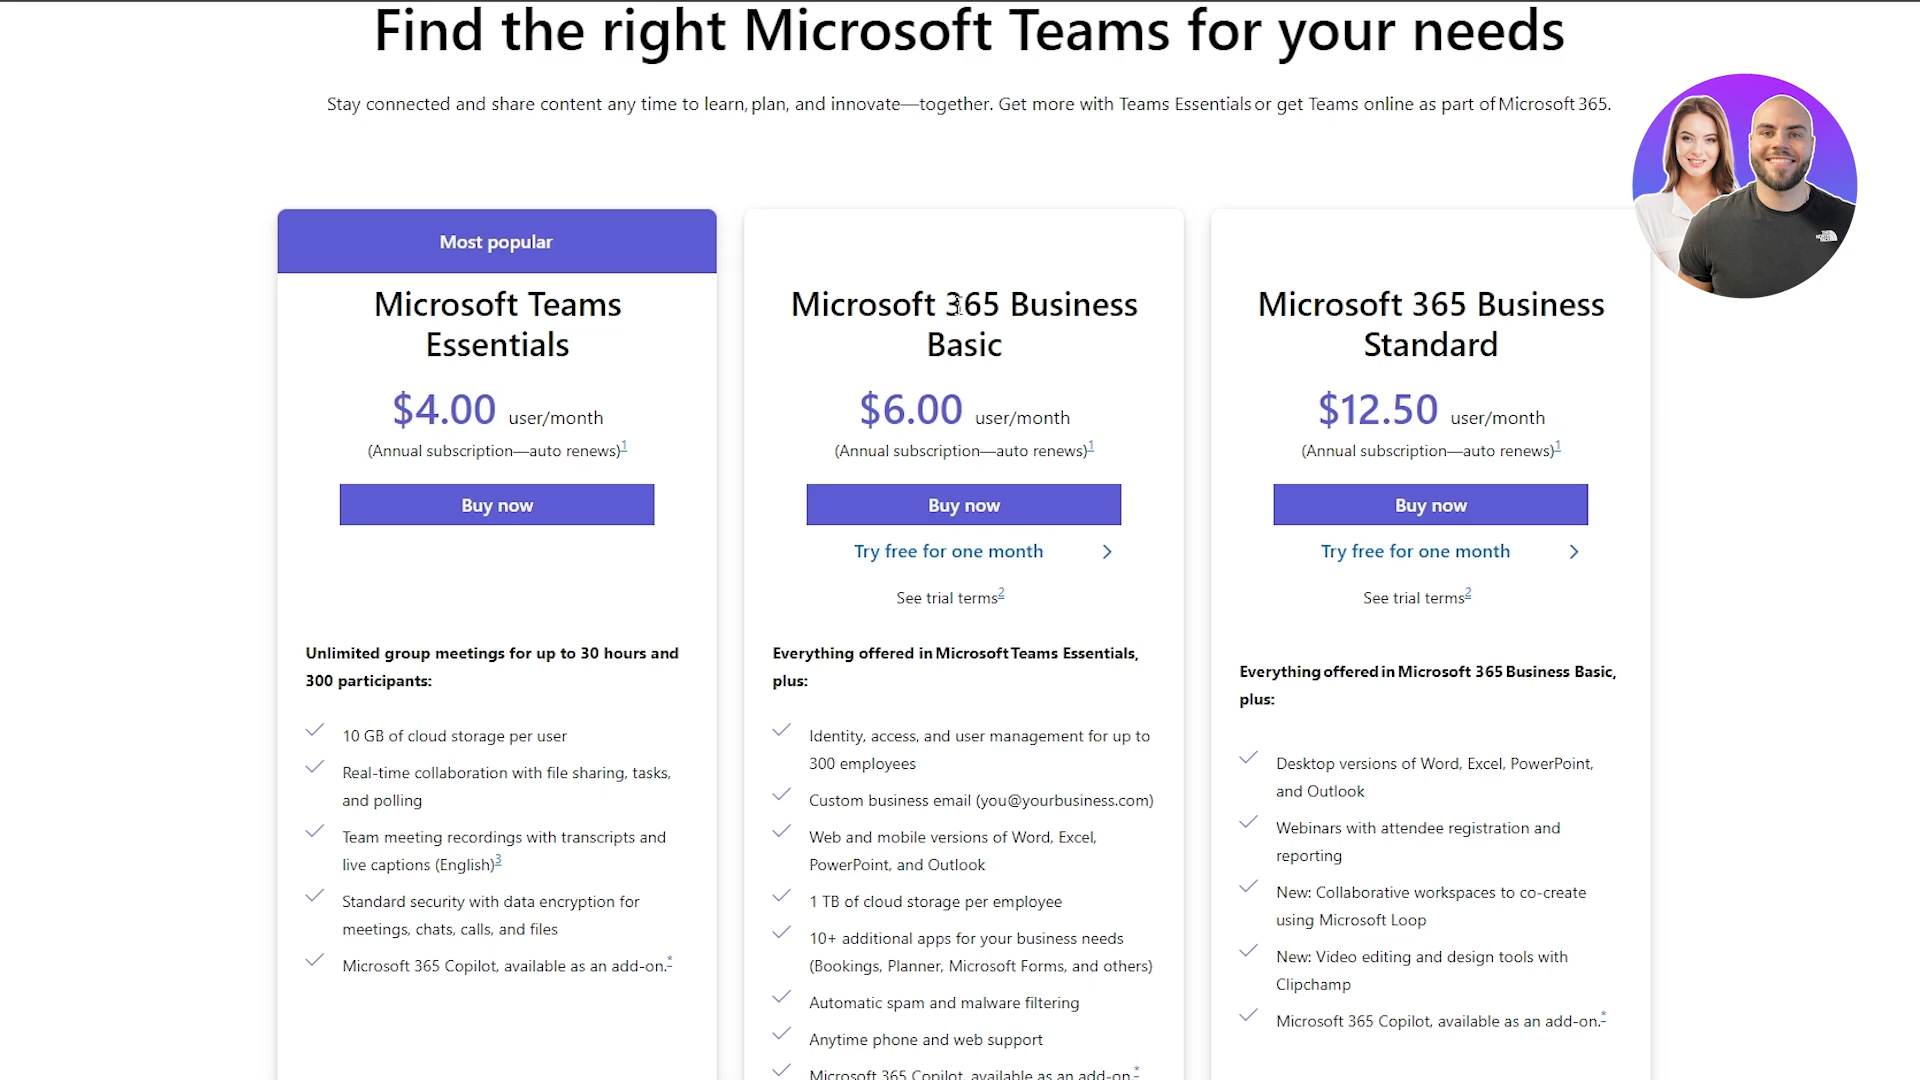 Find the right Microsoft Teams for your needs
Stay connected and share content any time to learn, plan, and innovate—together. Get more with Teams Essentials or get Teams online as part of Microsoft 365.
Most popular
Microsoft Teams
Essentials
$4.00 user/month
(Annual subscription—auto renews)1
Buy now
Unlimited group meetings for up to 30 hours and
300 participants:
10 GB of cloud storage per user
Real-time collaboration with file sharing, tasks,
and polling
Team meeting recordings with transcripts and
live captions (English)3
Standard security with data encryption for
meetings, chats, calls, and files
Microsoft 365 Copilot, available as an add-on.*
Microsoft 365 Business
Basic
$6.00 user/month
(Annual subscription—auto renews)1
Buy now
Try free for one month
See trial terms2
Everything offered in Microsoft Teams Essentials,
plus:
Identity, access, and user management for up to
300 employees
Custom business email (you@yourbusiness.com)
Web and mobile versions of Word, Excel,
PowerPoint, and Outlook
1 TB of cloud storage per employee
10+ additional apps for your business needs
(Bookings, Planner, Microsoft Forms, and others)
Automatic spam and malware filtering
Anytime phone and web support
Microsoft 365 Copilot, available as an add-on.*
Microsoft 365 Business
Standard
$12.50 user/month
(Annual subscription—auto renews)1
Buy now
Try free for one month
See trial terms2
Everything offered in Microsoft 365 Business Basic,
plus:
Desktop versions of Word, Excel, PowerPoint,
and Outlook
Webinars with attendee registration and
reporting
New: Collaborative workspaces to co-create
using Microsoft Loop
New: Video editing and design tools with
Clipchamp
Microsoft 365 Copilot, available as an add-on.*